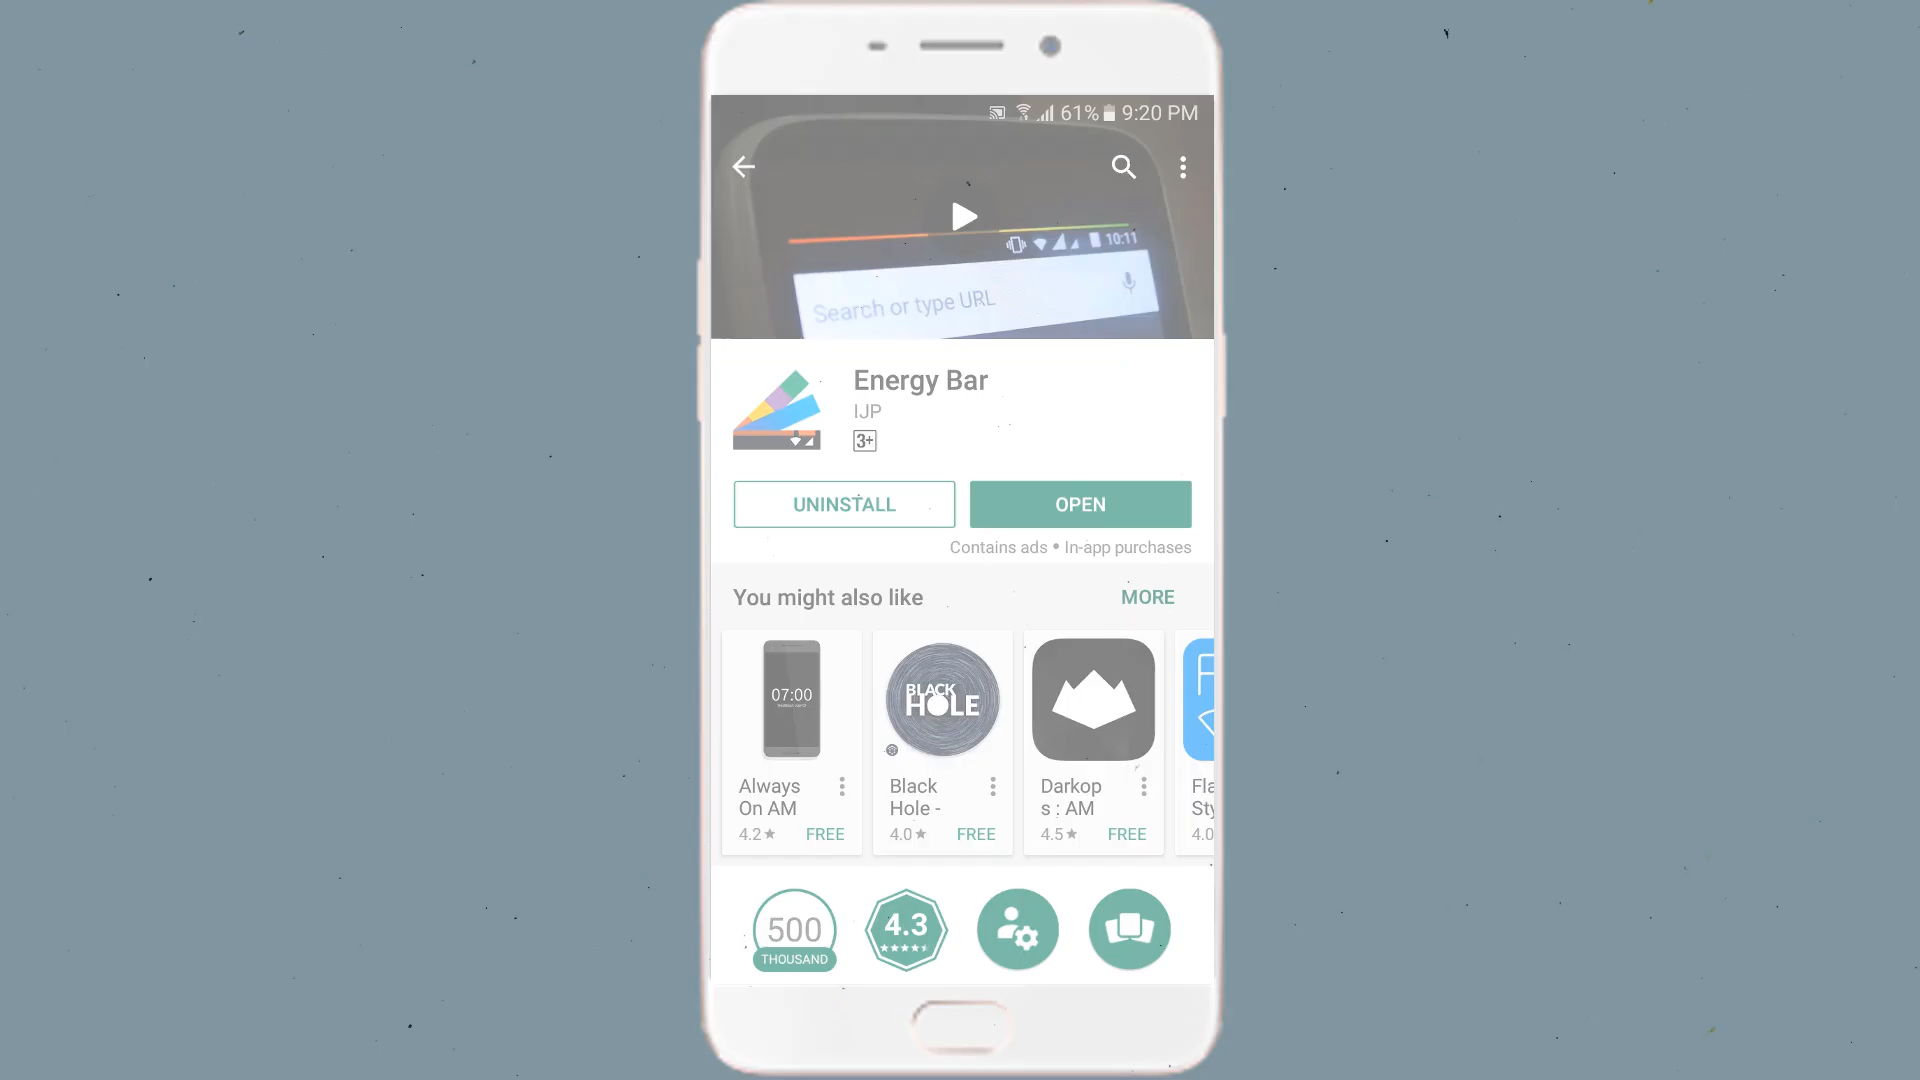 61% 9:20 PM
10:11
Search or type URL
Energy Bar
IJP
3+
UNINSTALL OPEN
Contains ads • In-app purchases
You might also like MORE
07:00
BLACK
HOLE
Always
On AM
4.2★ FREE
Black
Hole -
4.0★ FREE
Darkop
s : AM
4.5★ FREE
Fla
Sty
4.0
500
THOUSAND
4.3